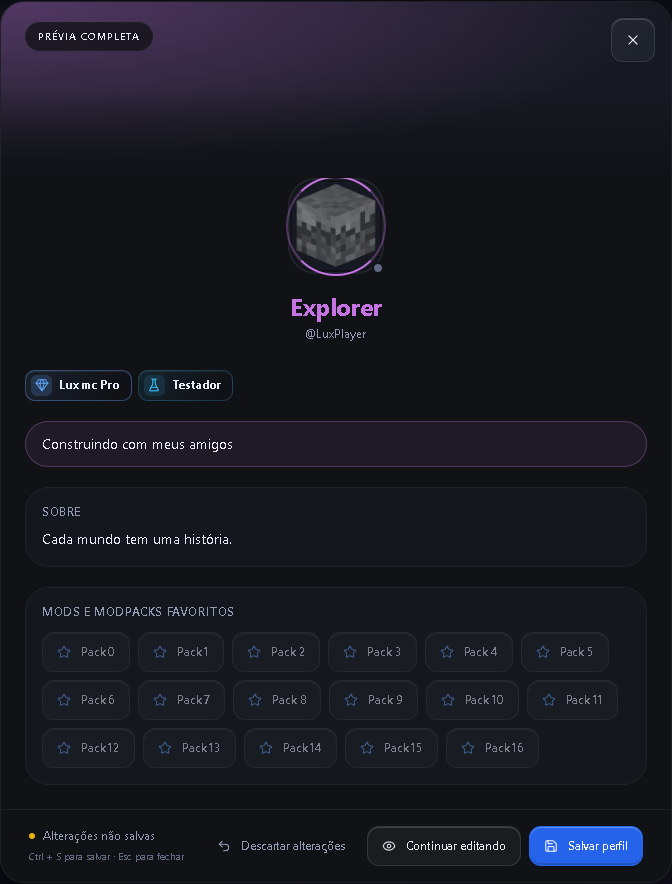 PRÉVIA COMPLETA
Explorer
@LuxPlayer
Lux mc Pro Testador
Construindo com meus amigos
SOBRE
Cada mundo tem uma história.
MODS E MODPACKS FAVORITOS
Pack 0 Pack 1 Pack 2 Pack 3 Pack 4 Pack 5
Pack 6 Pack 7 Pack 8 Pack 9 Pack 10 Pack 11
Pack 12 Pack 13 Pack 14 Pack 15 Pack 16
Alterações não salvas
Ctrl + S para salvar · Esc para fechar
Descartar alterações Continuar editando Salvar perfil